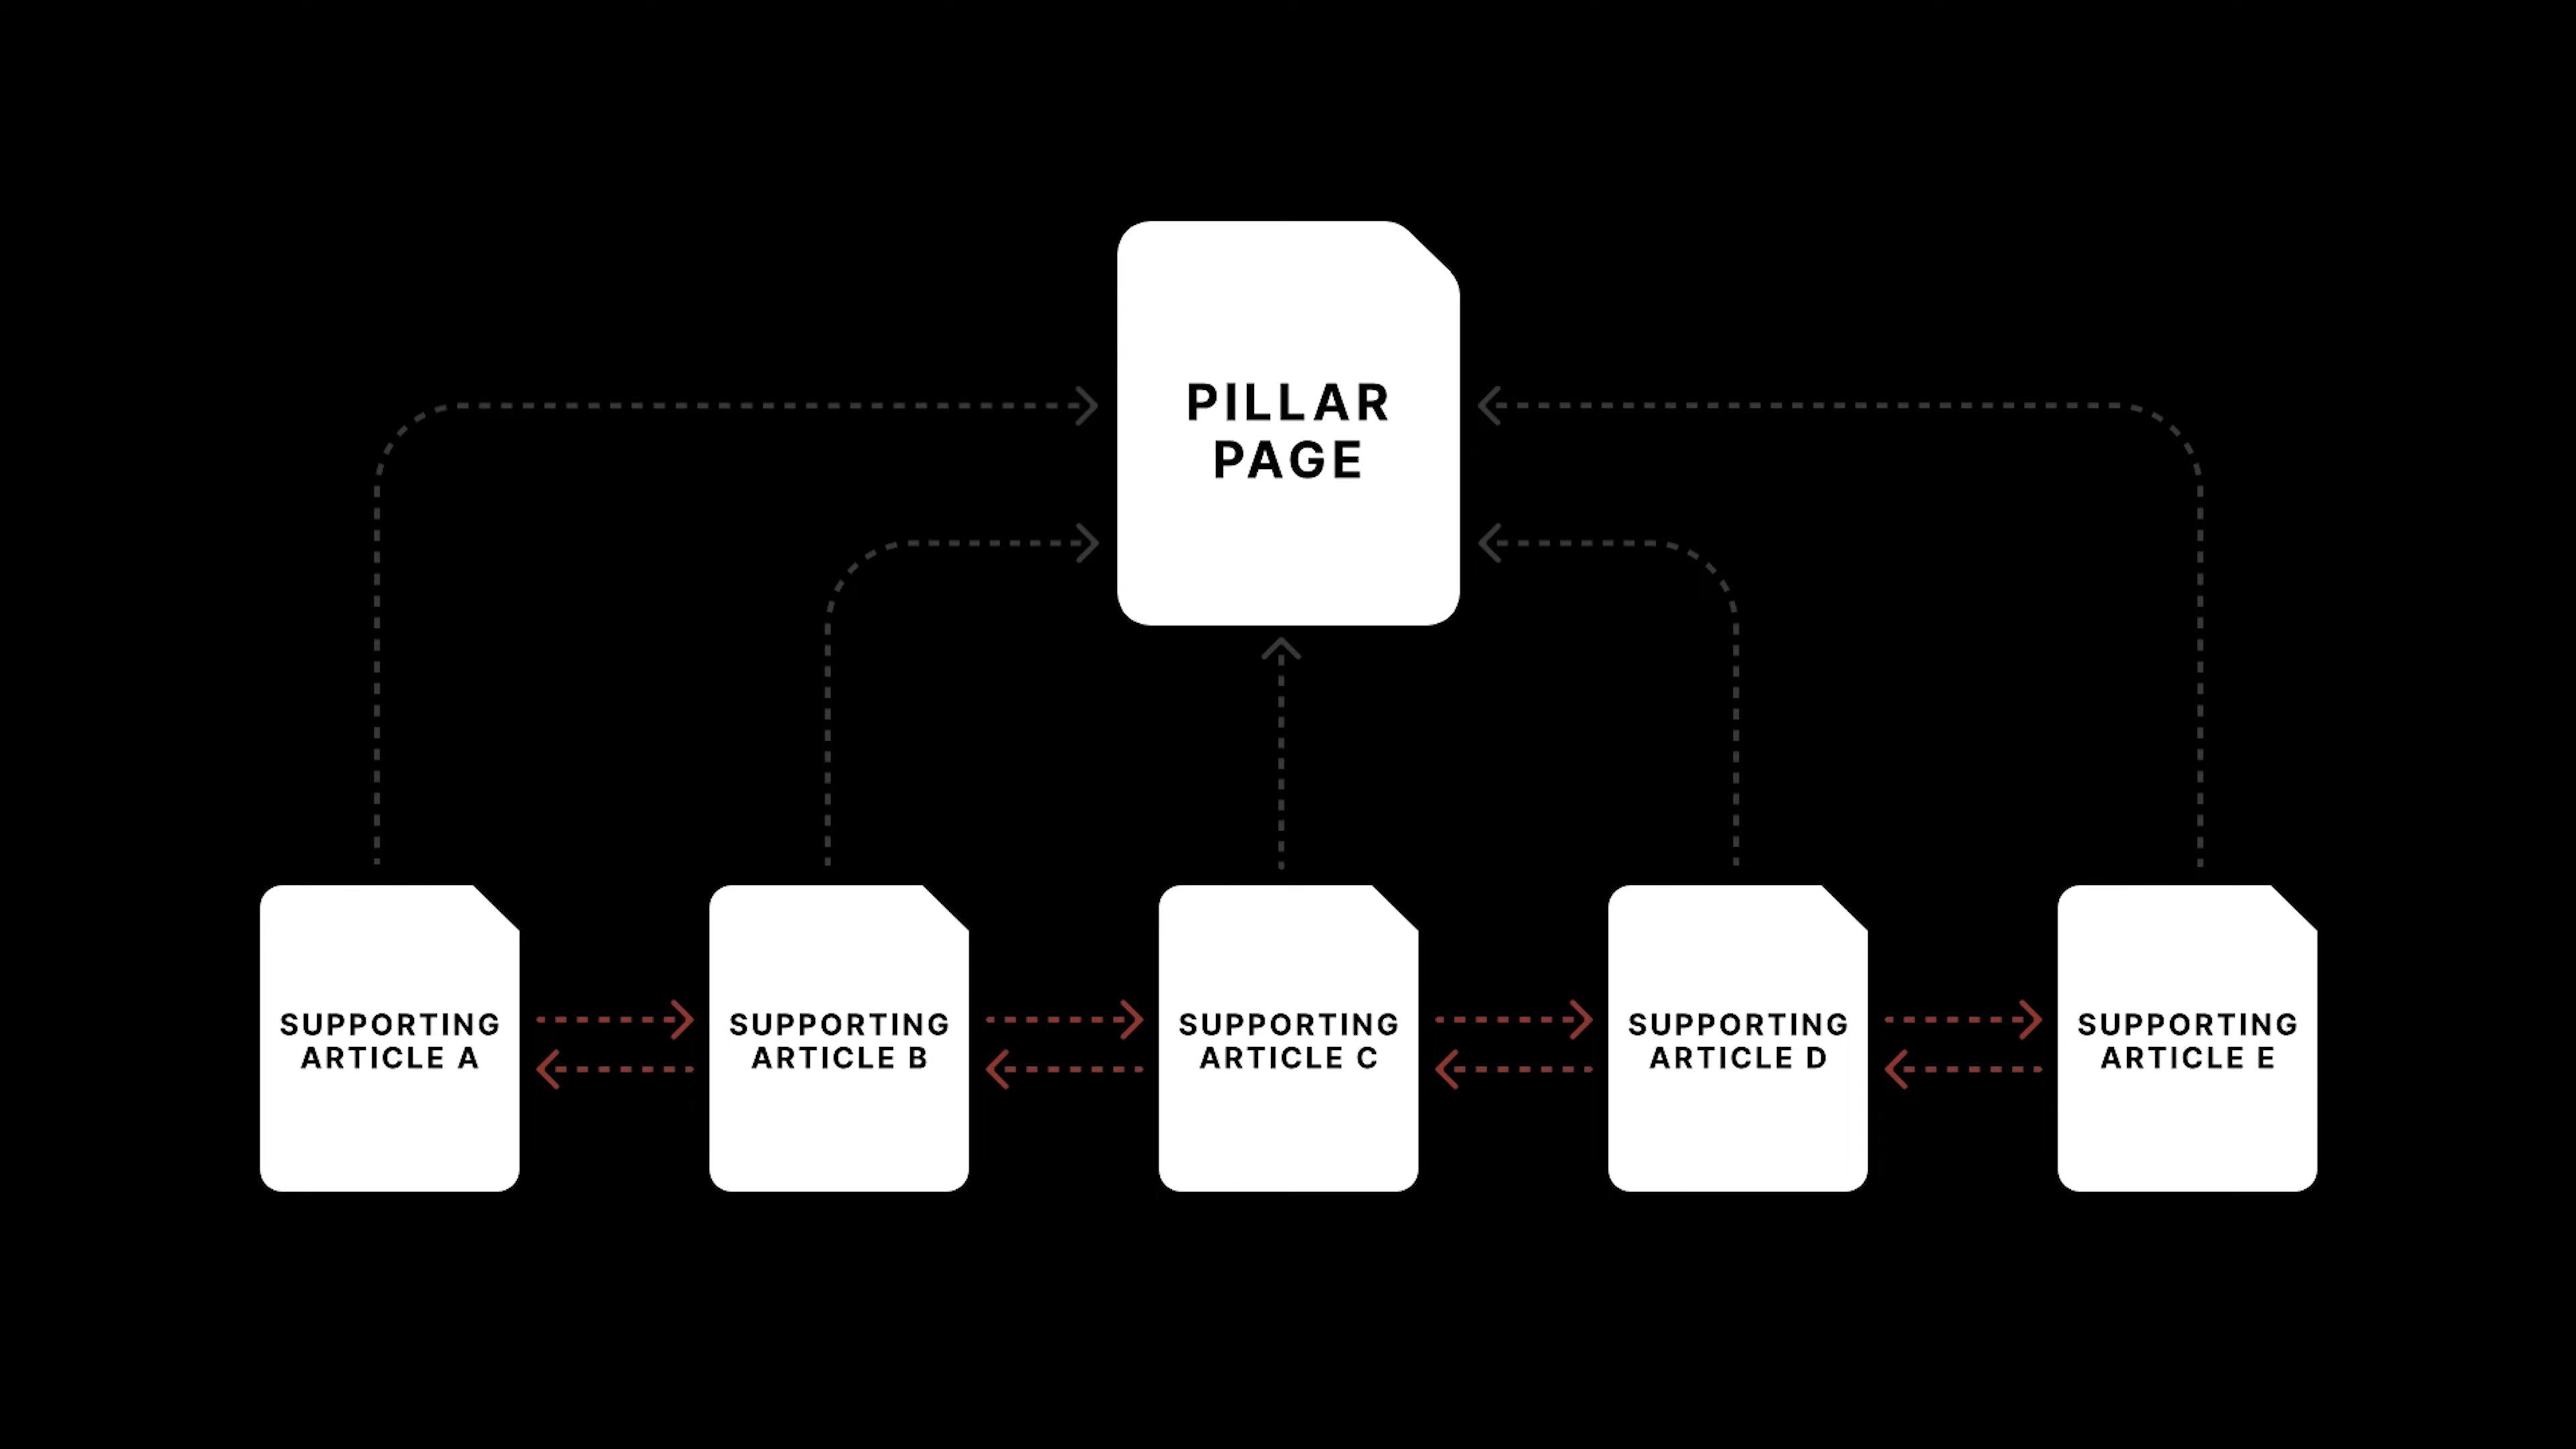 PILLAR
PAGE
SUPPORTING
ARTICLE A
SUPPORTING
ARTICLE B
SUPPORTING
ARTICLE C
SUPPORTING
ARTICLE D
SUPPORTING
ARTICLE E